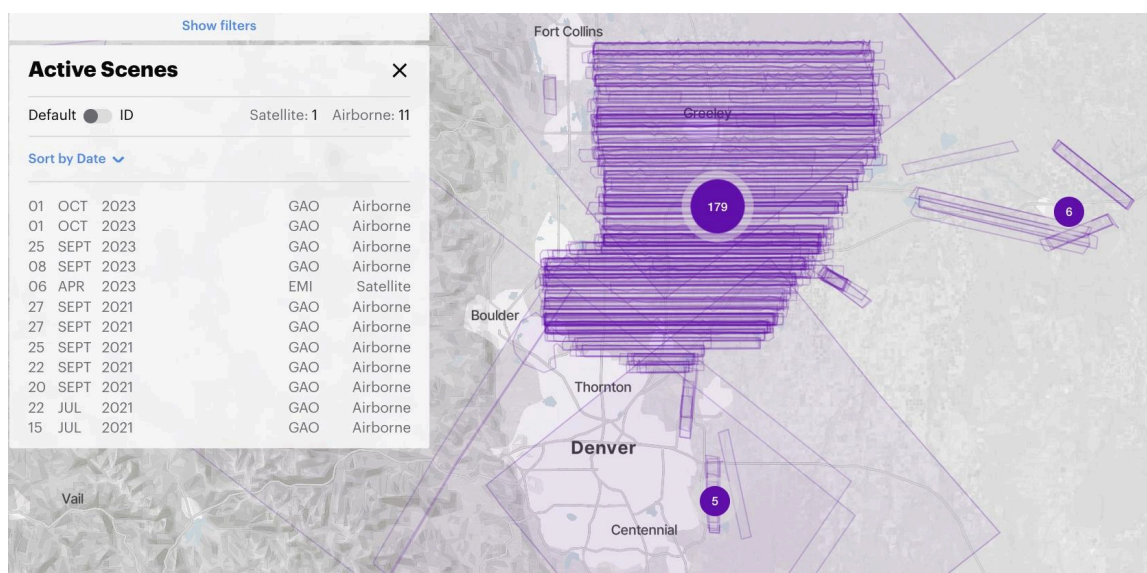 Show filters
Active Scenes
Default ID Satellite: 1 Airborne: 11
Sort by Date
01 OCT 2023 GAO Airborne
01 OCT 2023 GAO Airborne
25 SEPT 2023 GAO Airborne
08 SEPT 2023 GAO Airborne
06 APR 2023 EMI Satellite
27 SEPT 2021 GAO Airborne
27 SEPT 2021 GAO Airborne
25 SEPT 2021 GAO Airborne
22 SEPT 2021 GAO Airborne
20 SEPT 2021 GAO Airborne
22 JUL 2021 GAO Airborne
15 JUL 2021 GAO Airborne
Fort Collins
Greeley
179
6
Boulder
Thornton
Denver
Vail
5
Centennial